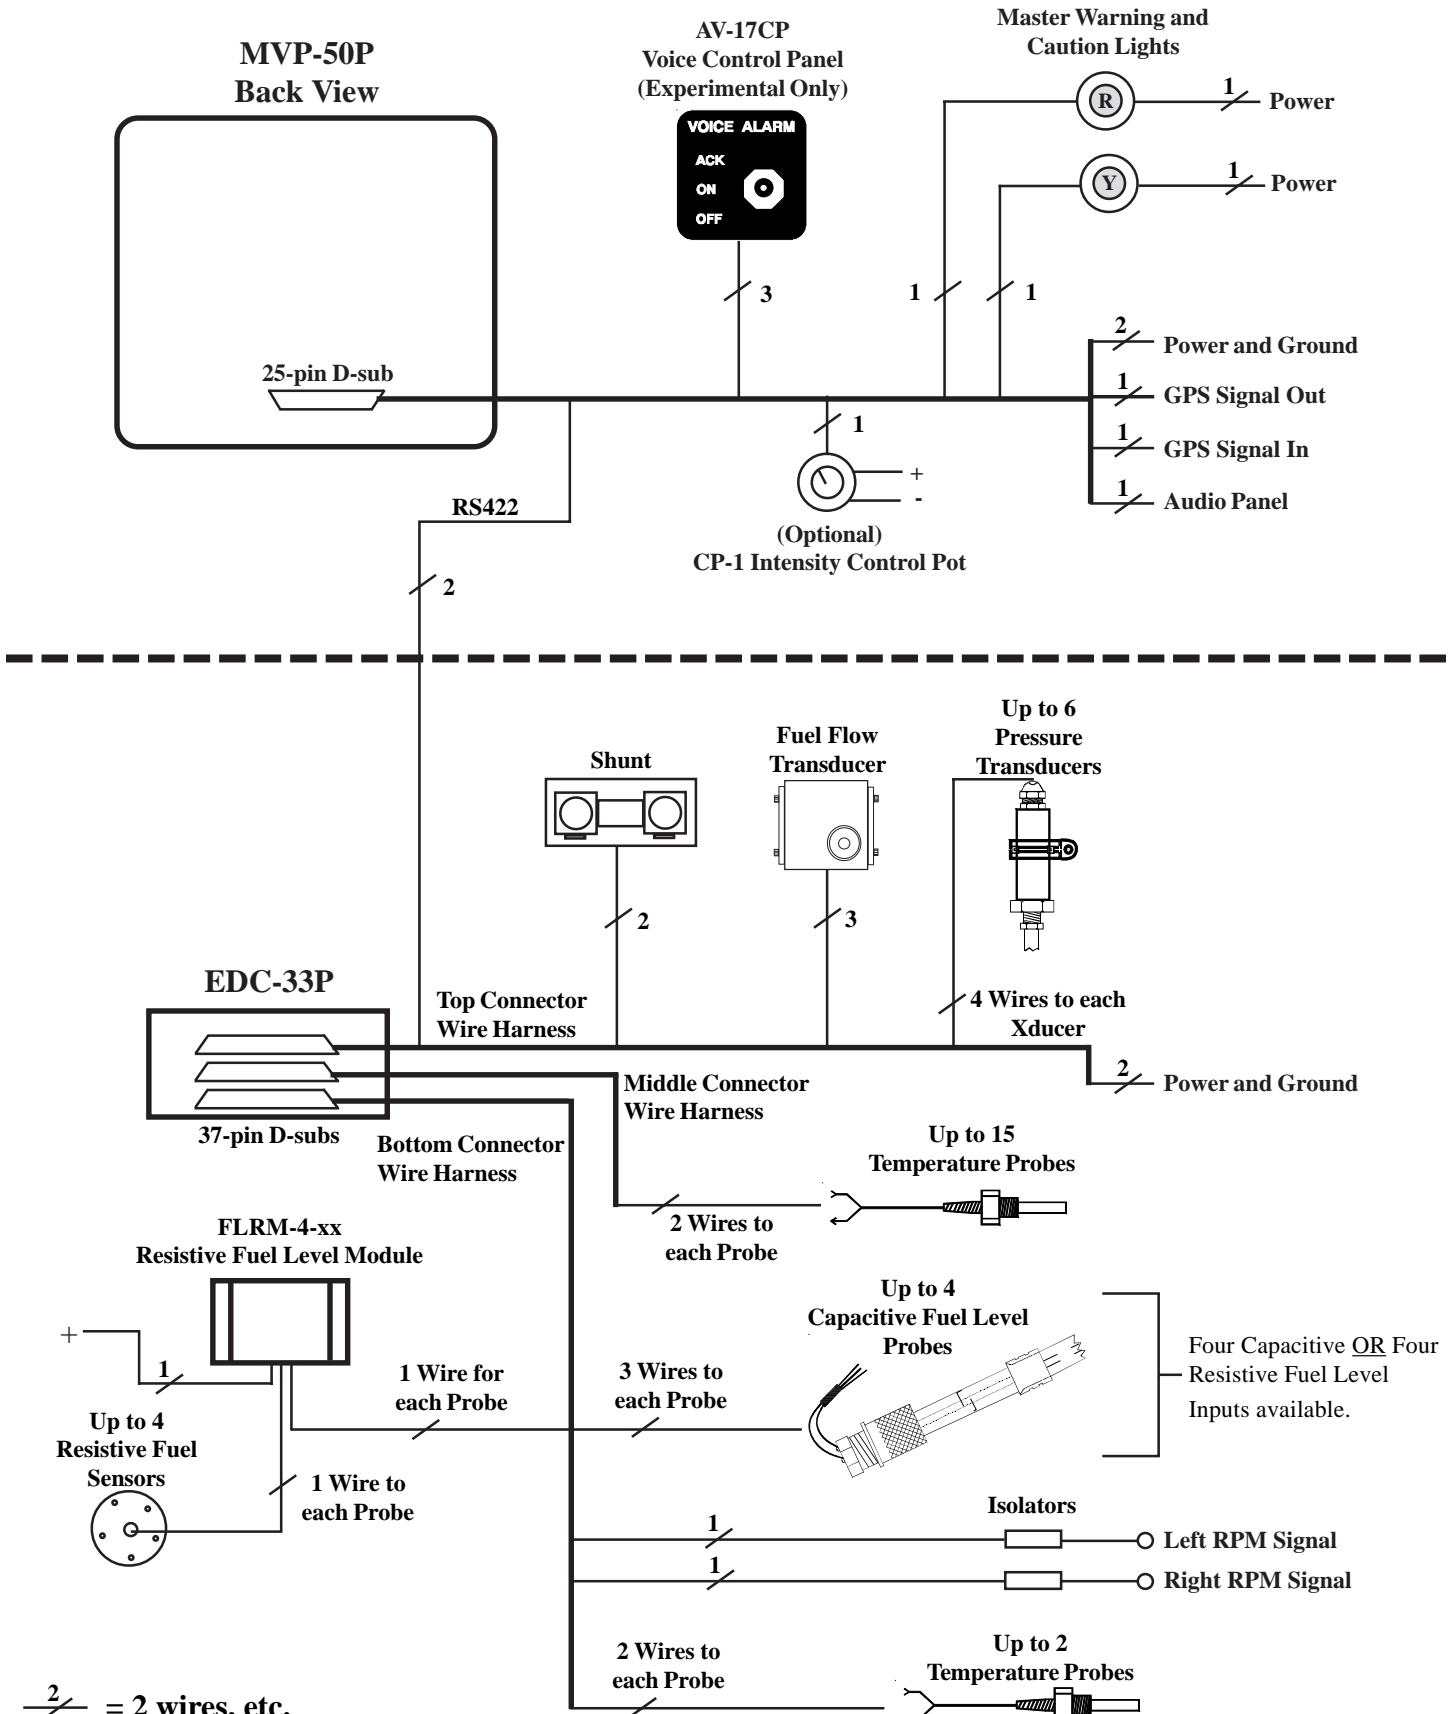 MVP-50P
Back View
AV-17CP
Voice Control Panel
(Experimental Only)
VOICE ALARM
ACK
ON
OFF
Master Warning and
Caution Lights
R
1
Power
Y
1
Power
3
1
1
25-pin D-sub
2
Power and Ground
1
GPS Signal Out
1
GPS Signal In
1
Audio Panel
1
+
-
(Optional)
CP-1 Intensity Control Pot
RS422
2
Shunt
2
Fuel Flow
Transducer
3
Up to 6
Pressure
Transducers
4 Wires to each
Xducer
EDC-33P
Top Connector
Wire Harness
2
Power and Ground
Middle Connector
Wire Harness
37-pin D-subs
Bottom Connector
Wire Harness
Up to 15
Temperature Probes
2 Wires to
each Probe
FLRM-4-xx
Resistive Fuel Level Module
+
1
Up to 4
Resistive Fuel
Sensors
1 Wire to
each Probe
1 Wire for
each Probe
3 Wires to
each Probe
Up to 4
Capacitive Fuel Level
Probes
Four Capacitive OR Four
Resistive Fuel Level
Inputs available.
Isolators
1
Left RPM Signal
1
Right RPM Signal
2 Wires to
each Probe
Up to 2
Temperature Probes
2
= 2 wires, etc.